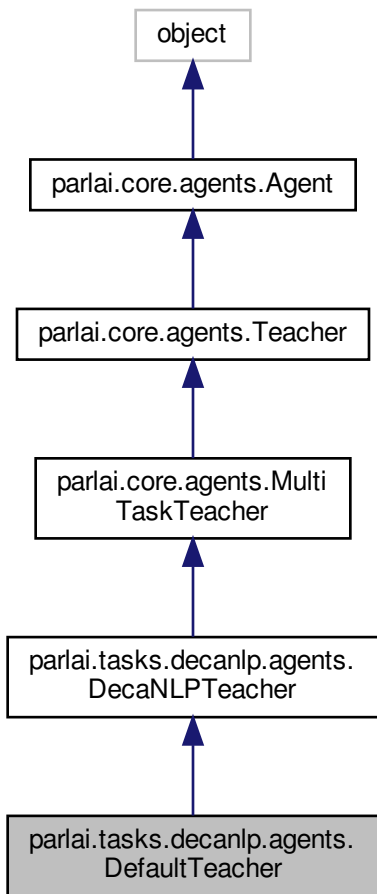 object
parlai.core.agents.Agent
parlai.core.agents.Teacher
parlai.core.agents.Multi
TaskTeacher
parlai.tasks.decanlp.agents.
DecaNLPTeacher
parlai.tasks.decanlp.agents.
DefaultTeacher